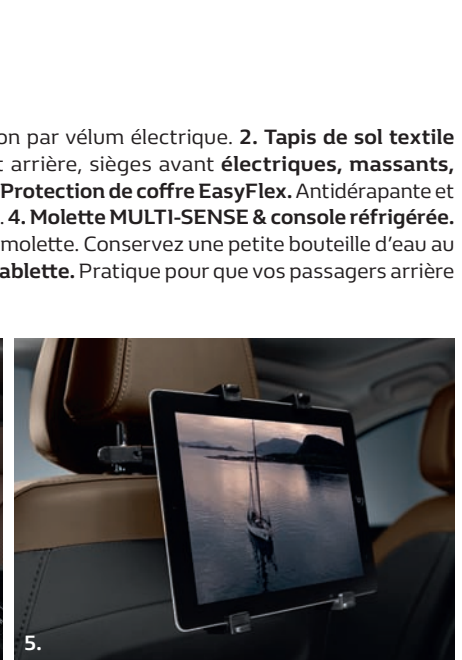 on par vélum électrique. 2. Tapis de sol textile
arrière, sièges avant électriques, massants,
Protection de coffre EasyFlex. Antidérapante et
. 4. Molette MULTI-SENSE & console réfrigérée.
molette. Conservez une petite bouteille d'eau au
ablette. Pratique pour que vos passagers arrière
5.